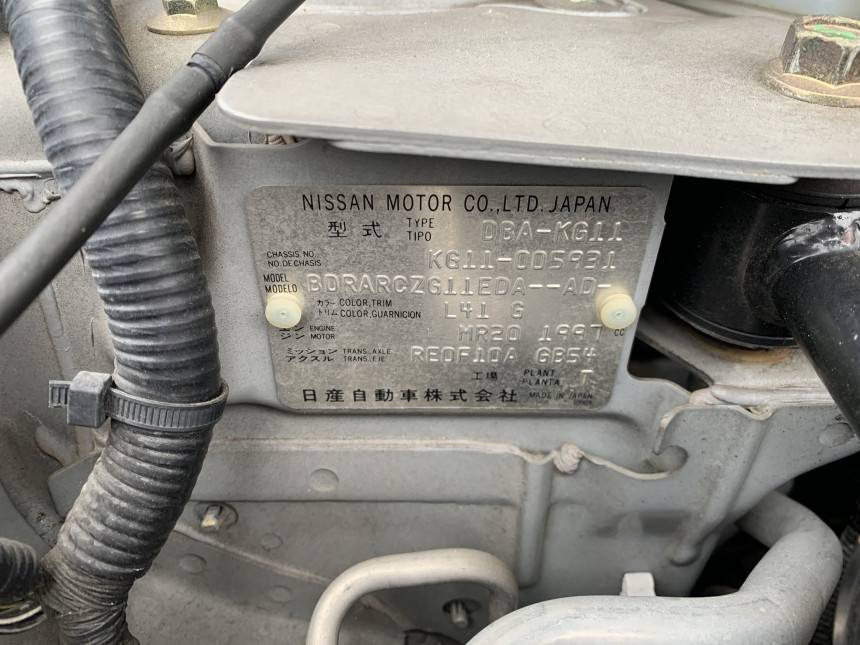 NISSAN MOTOR CO.,LTD. JAPAN
型式 TYPE TIPO DBA-KG11
CHASSIS NO. NO.DE CHASIS KG11-005931
MODEL MODELO BDRARCZG11EDA--AD-
カラー COLOR,TRIM トリム COLOR,GUARNICION L41 G
エンジン ENGINE MOTOR MR20 1997 CC
ミッション TRANS. AXLE アクスル TRANS. EJE RE0F10A GB54
工場 PLANT PLANTA T
日産自動車株式会社 MADE IN JAPAN